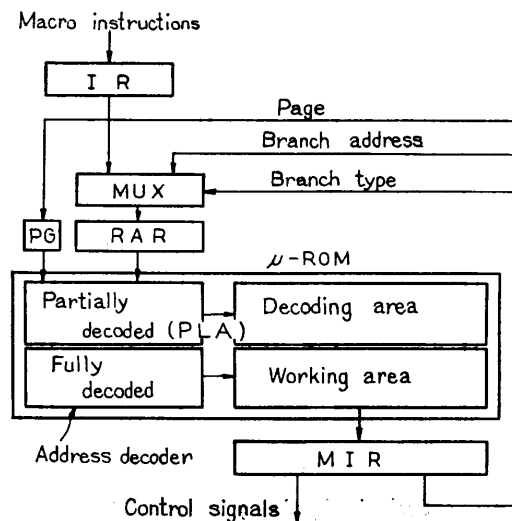 Macro instructions
I R
Page
Branch address
MUX
Branch type
PG
RAR
μ-ROM
Partially
decoded (PLA)
Decoding area
Fully
decoded
Working area
Address decoder
MIR
Control signals